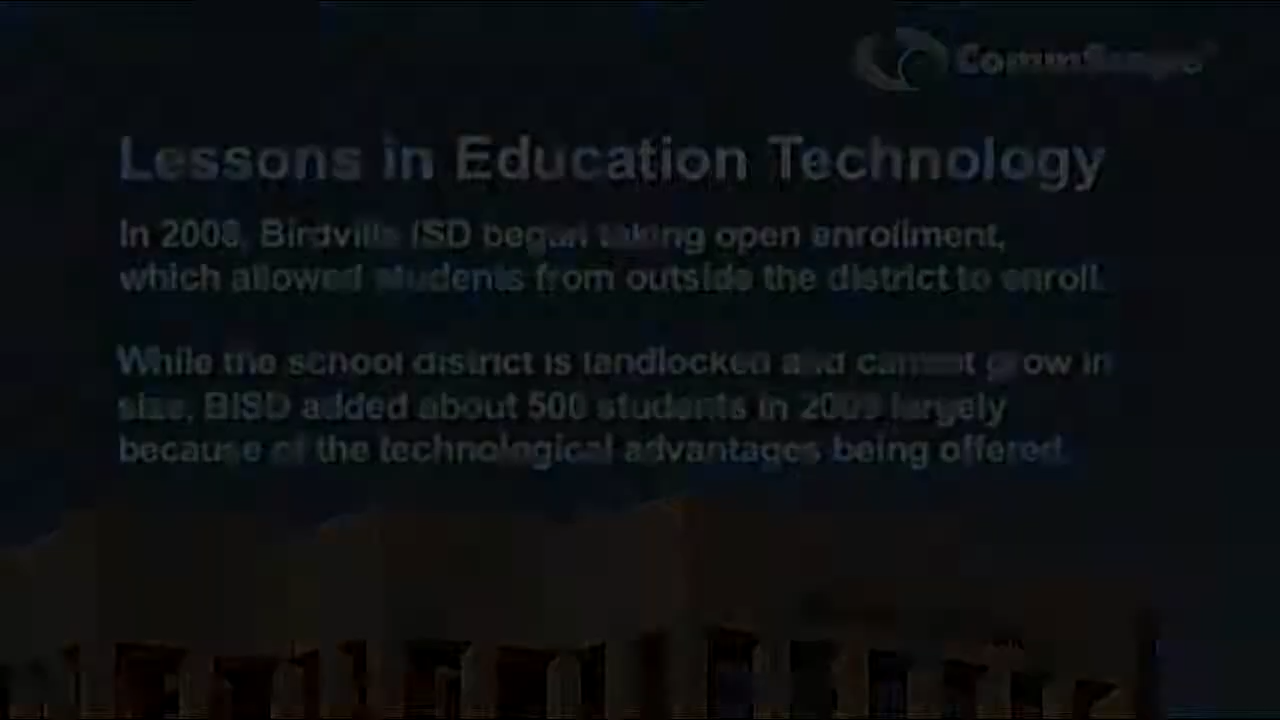 CommScope®
Lessons in Education Technology
In 2008, Birdville ISD begun taking open enrollment,
which allowed students from outside the district to enroll.
While the school district is landlocked and cannot grow in
size, BISD added about 500 students in 2009 largely
because of the technological advantages being offered.